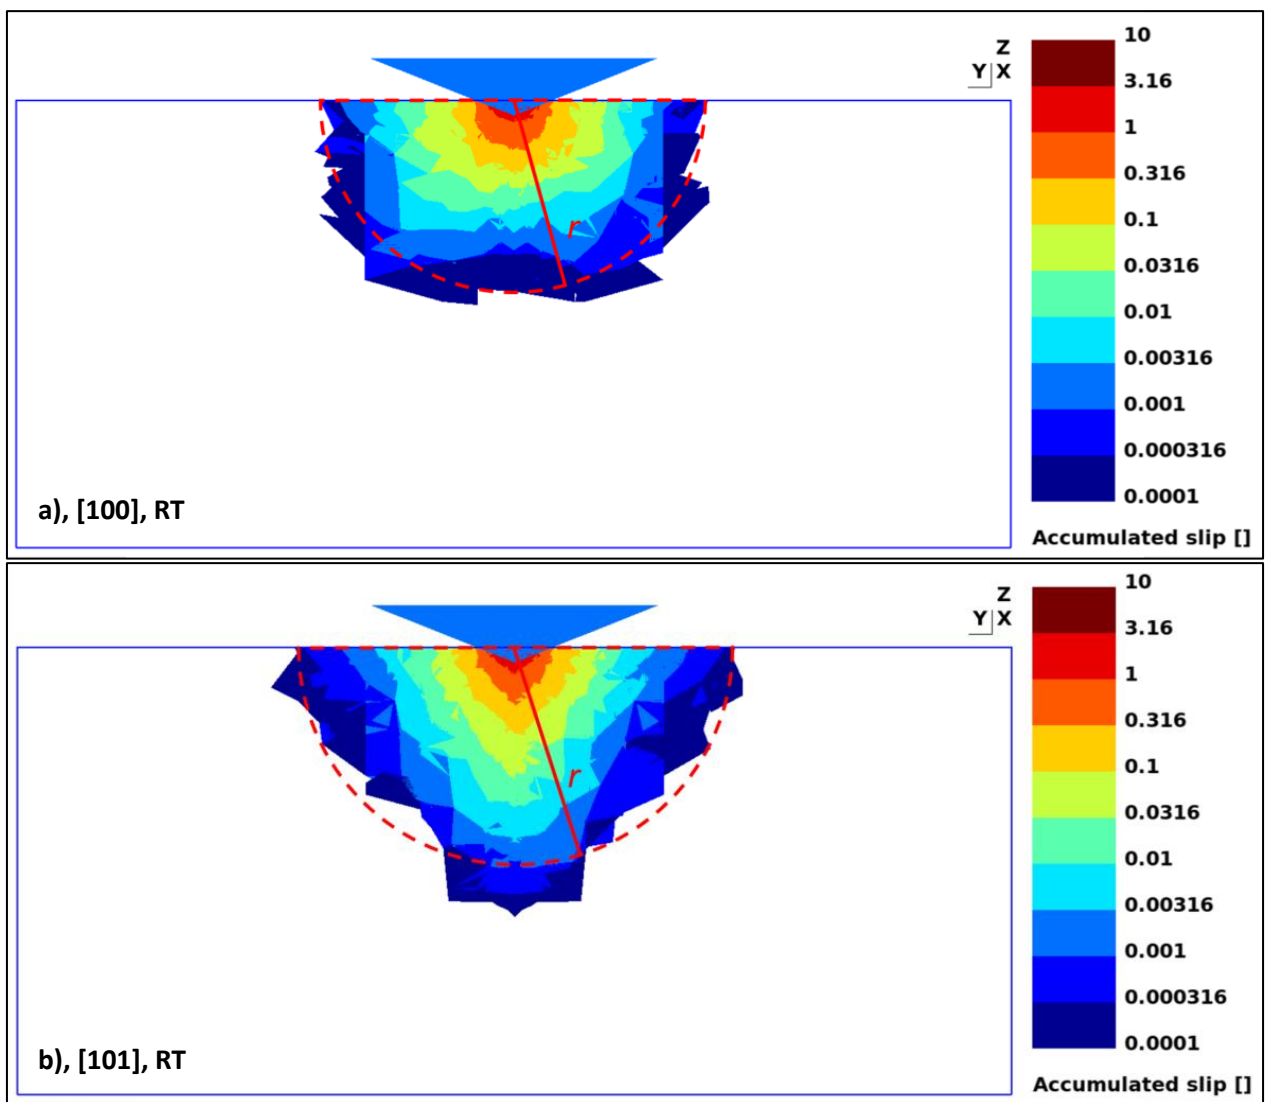 Z
Y X
r
10
3.16
1
0.316
0.1
0.0316
0.01
0.00316
0.001
0.000316
0.0001
Accumulated slip []
a), [100], RT
Z
Y X
r
10
3.16
1
0.316
0.1
0.0316
0.01
0.00316
0.001
0.000316
0.0001
Accumulated slip []
b), [101], RT